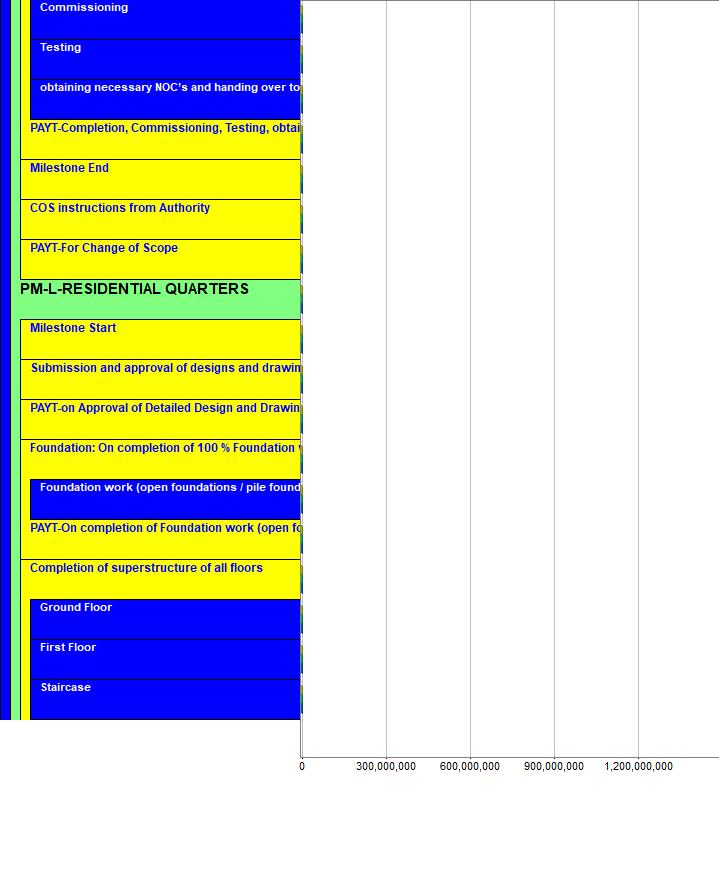 Commissioning
Testing
obtaining necessary NOC's and handing over to
PAYT-Completion, Commissioning, Testing, obtai
Milestone End
COS instructions from Authority
PAYT-For Change of Scope
PM-L-RESIDENTIAL QUARTERS
Milestone Start
Submission and approval of designs and drawin
PAYT-on Approval of Detailed Design and Drawin
Foundation: On completion of 100 % Foundation
Foundation work (open foundations / pile found
PAYT-On completion of Foundation work (open fo
Completion of superstructure of all floors
Ground Floor
First Floor
Staircase
0 300,000,000 600,000,000 900,000,000 1,200,000,000